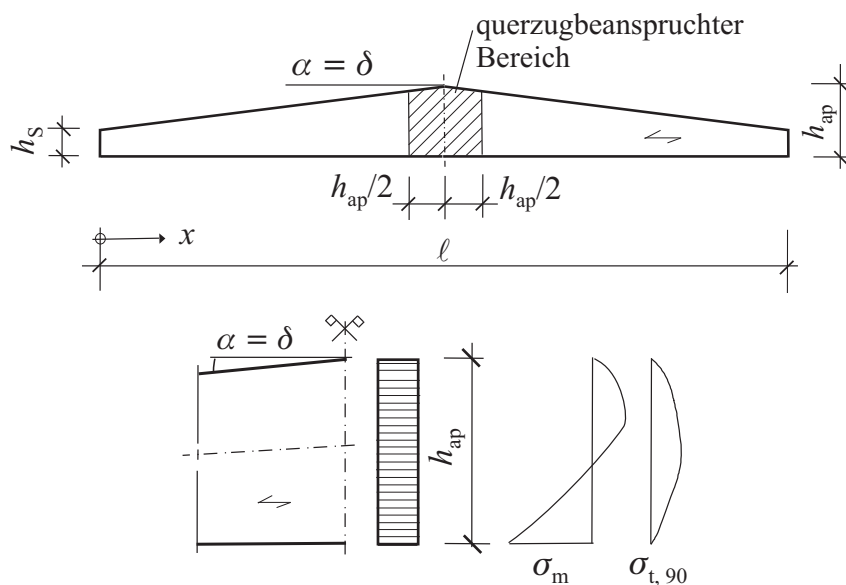 querzugbeanspruchter
Bereich
α = δ
h_S
h_ap
h_ap/2
h_ap/2
x
ℓ
α = δ
h_ap
σ_m
σ_t, 90